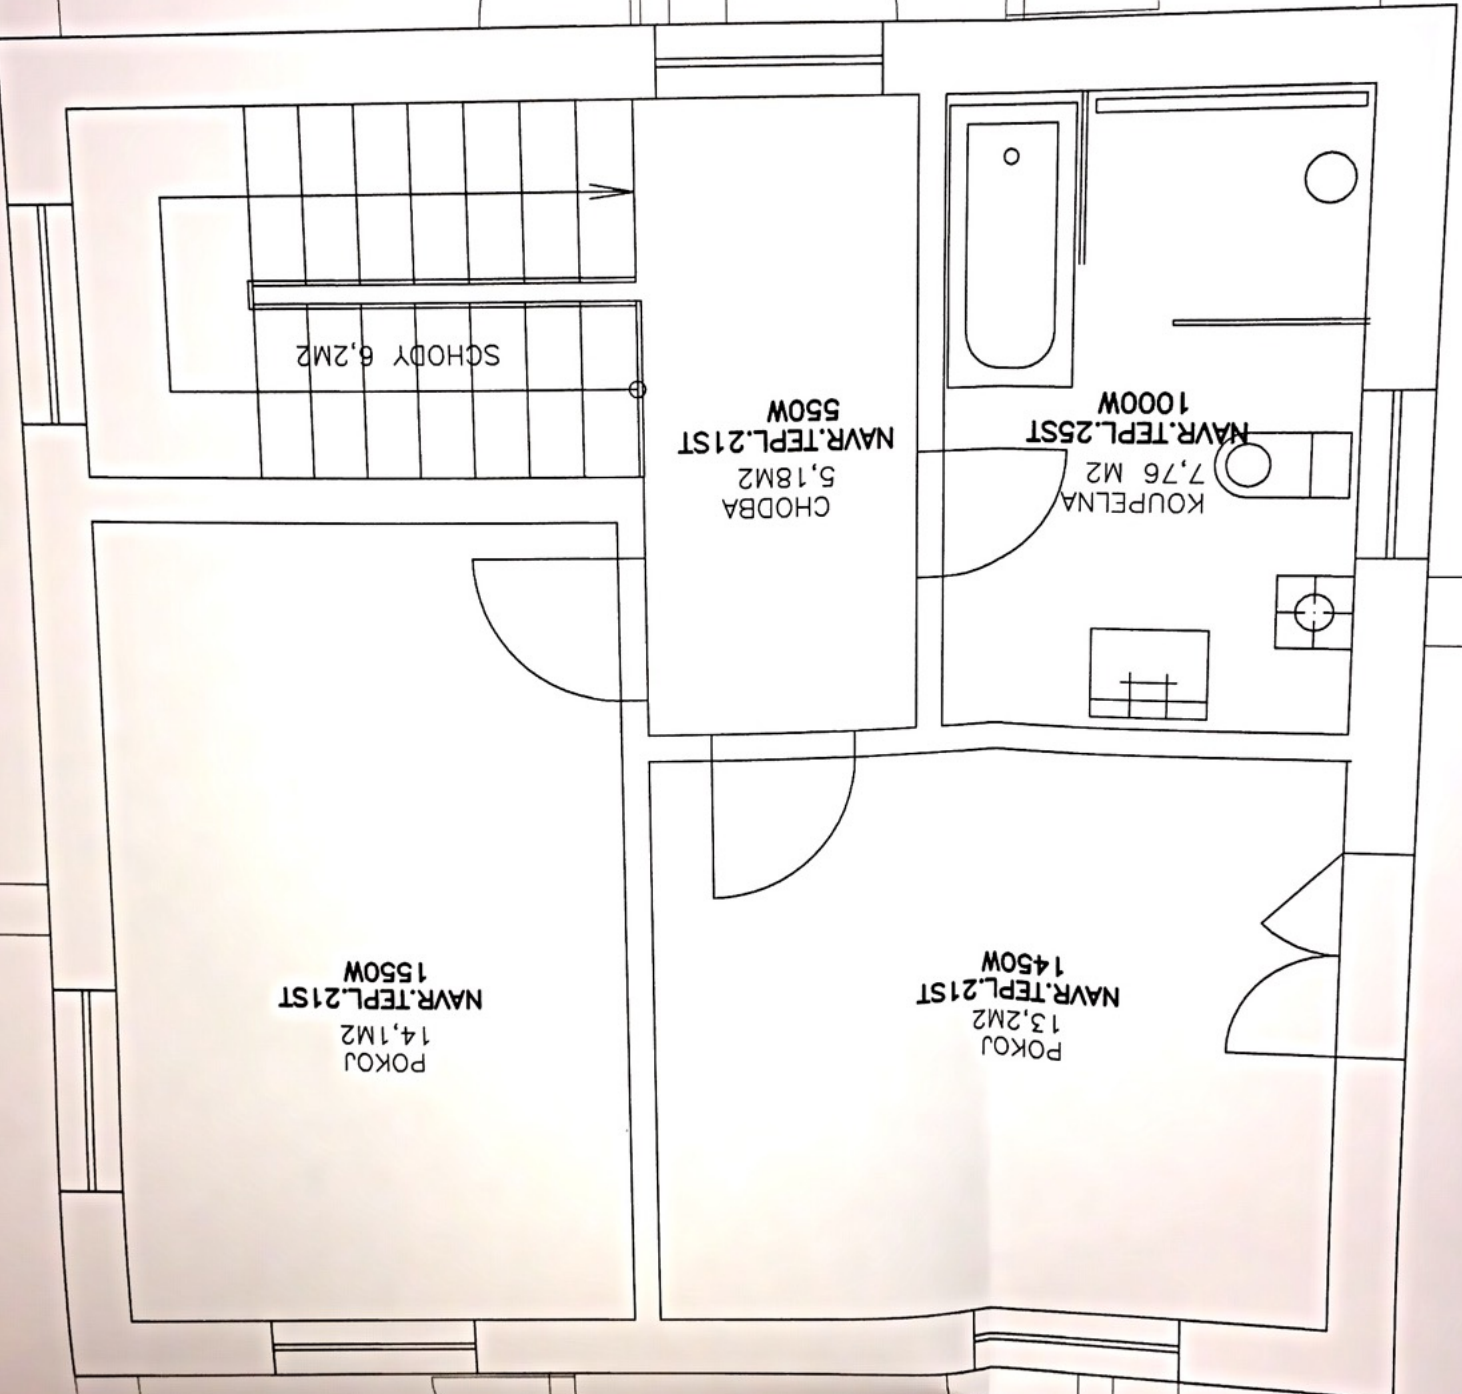 POKOJ
13,2M2
NAVR.TEPL.21ST
1450W
POKOJ
14,1M2
NAVR.TEPL.21ST
1550W
KOUPELNA
7,76 M2
NAVR.TEPL.25ST
1000W
CHODBA
5,18M2
NAVR.TEPL.21ST
550W
SCHODY 6,2M2